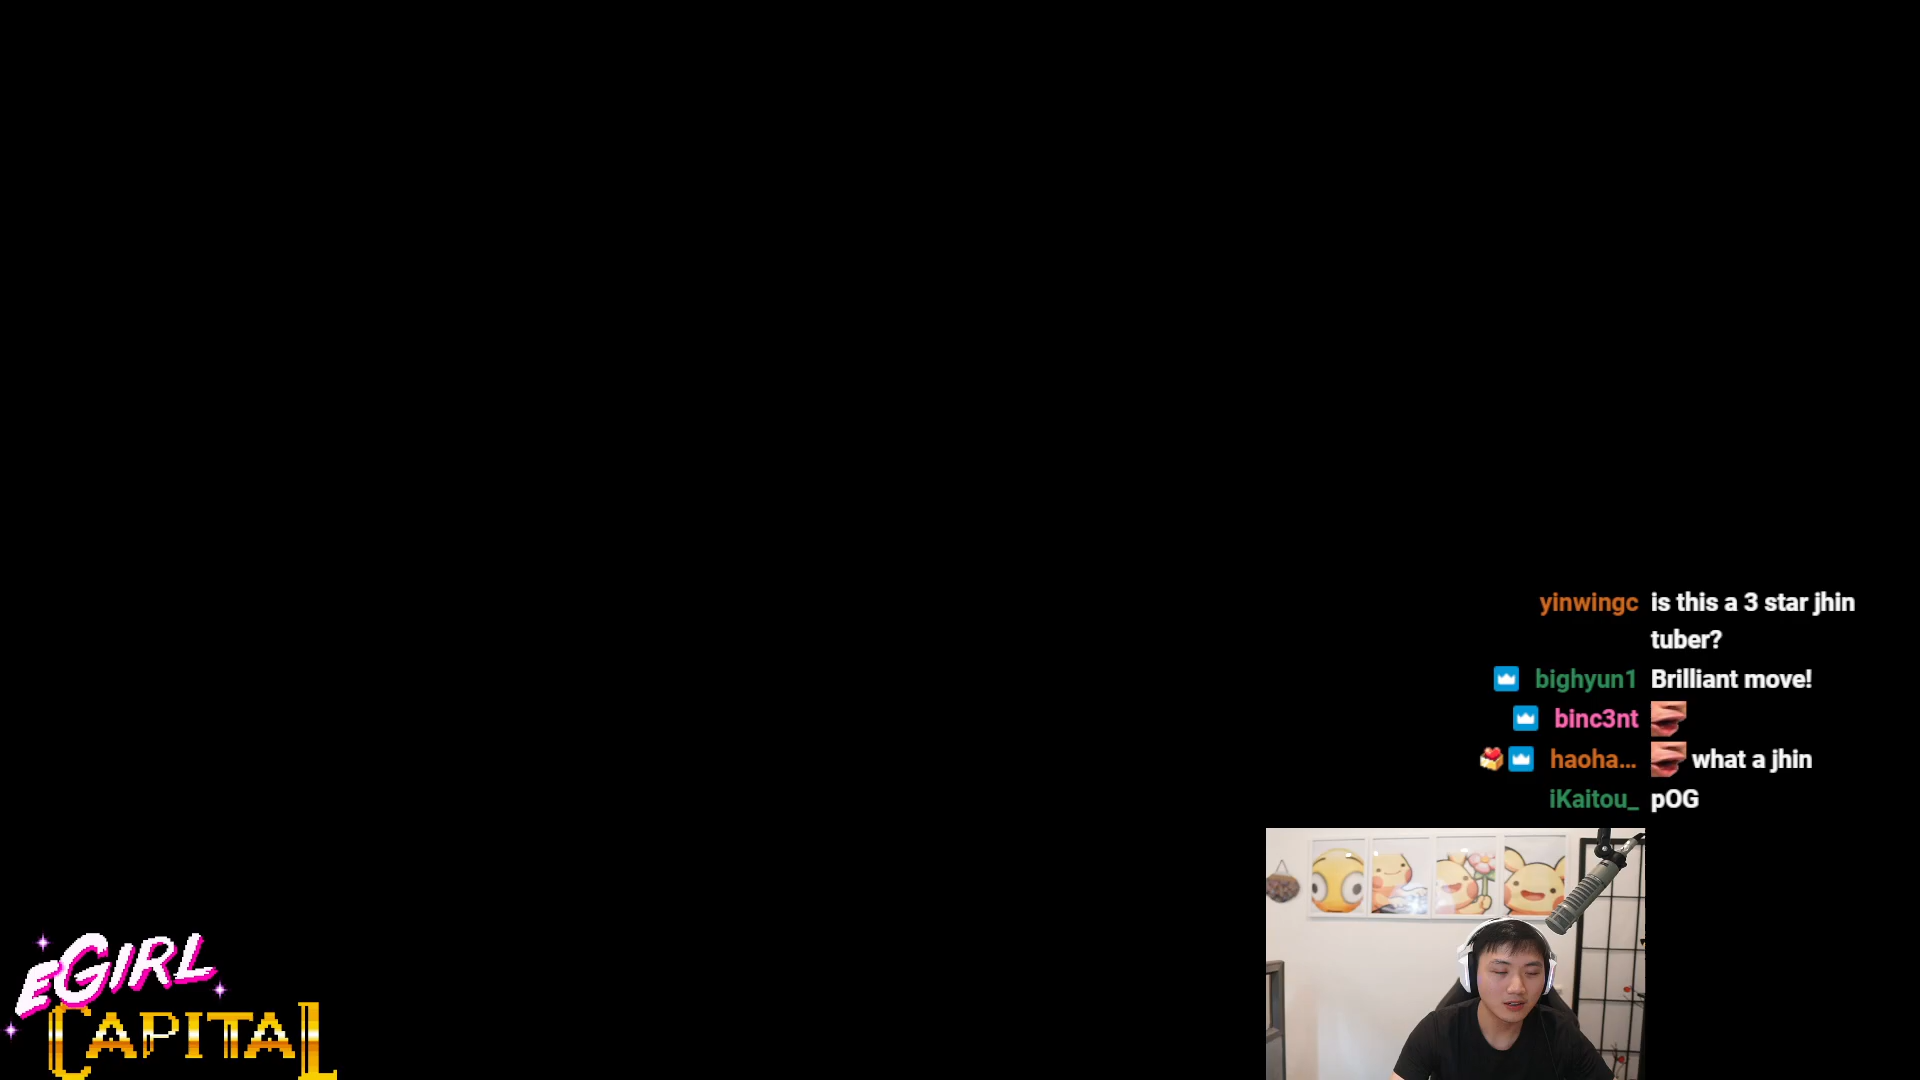 yinwingc is this a 3 star jhin
tuber?
bighyun1 Brilliant move!
binc3nt
haoha... what a jhin
iKaitou_ pOG
EGIRL
CAPITAL